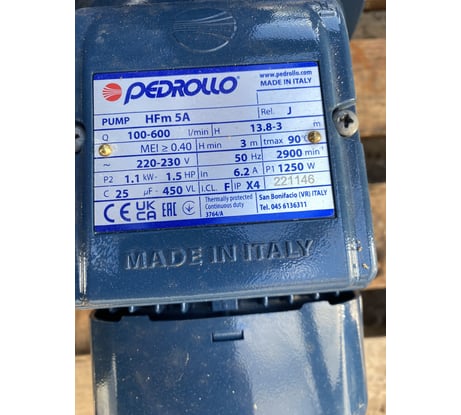 PEDROLLO®
www.pedrollo.com
MADE IN ITALY
PUMP HFm 5A Rel. J
Q 100-600 l/min H 13.8-3 m
MEI ≥ 0.40 H min 3 m tmax 90°C
~ 220-230 V 50 Hz 2900 min-1
P2 1.1 kW - 1.5 HP In 6.2 A P1 1250 W
C 25 µF - 450 VL I.CL. F IP X4 221146
CE UKCA EAC Thermally protected
Continuous duty
3764/A
San Bonifacio (VR) ITALY
Tel. 045 6136311
MADE IN ITALY